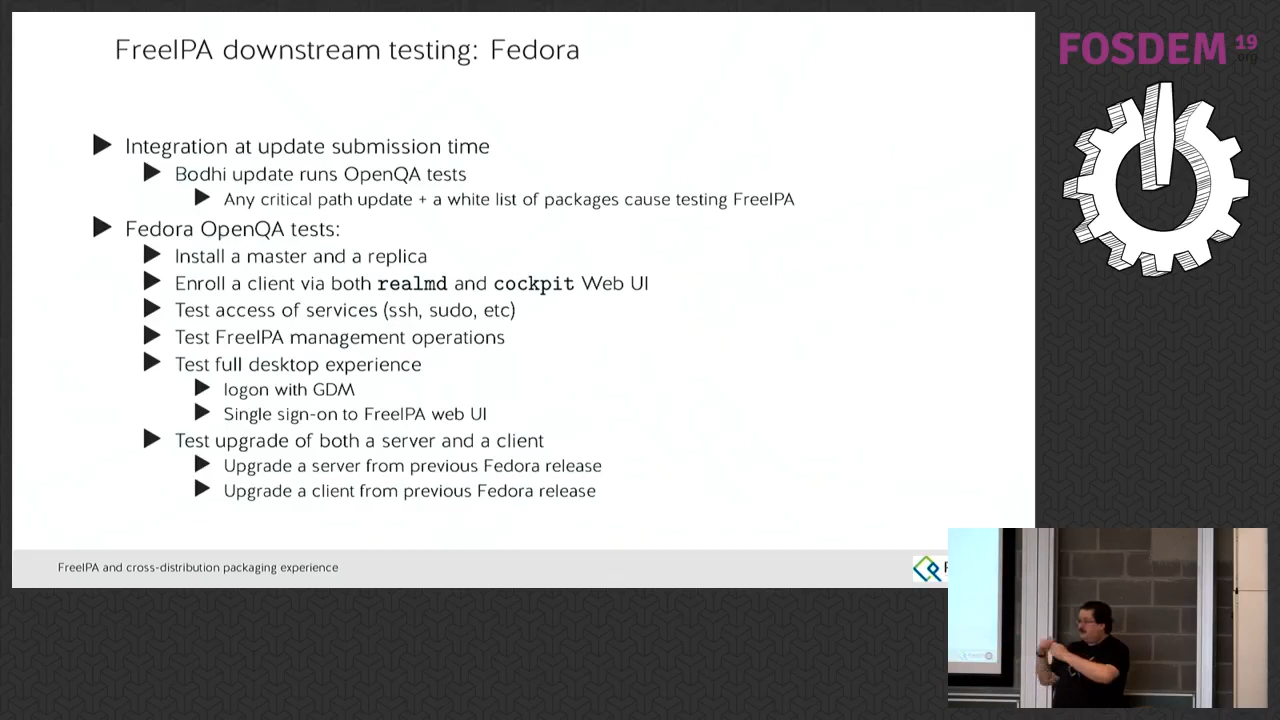 FreeIPA downstream testing: Fedora
Integration at update submission time
Bodhi update runs OpenQA tests
Any critical path update + a white list of packages cause testing FreeIPA
Fedora OpenQA tests:
Install a master and a replica
Enroll a client via both realmd and cockpit Web UI
Test access of services (ssh, sudo, etc)
Test FreeIPA management operations
Test full desktop experience
logon with GDM
Single sign-on to FreeIPA web UI
Test upgrade of both a server and a client
Upgrade a server from previous Fedora release
Upgrade a client from previous Fedora release
FreeIPA and cross-distribution packaging experience
FOSDEM 19
.org